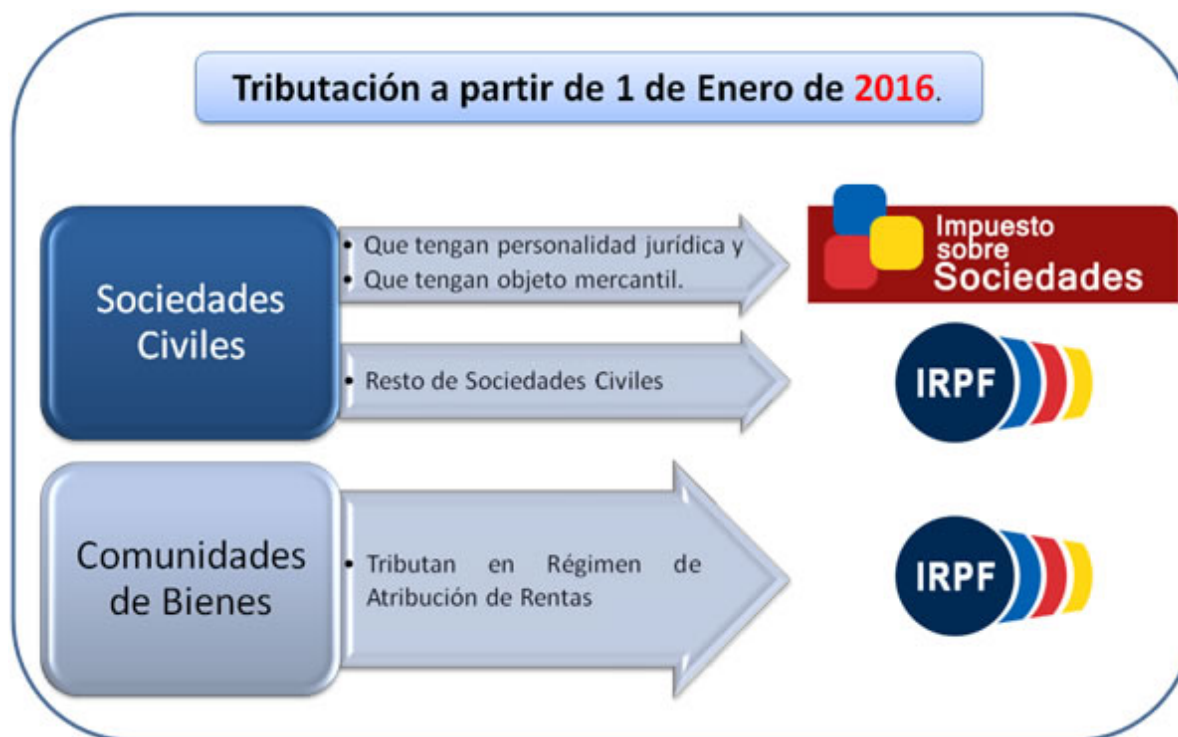 Tributación a partir de 1 de Enero de 2016.
Sociedades
Civiles
• Que tengan personalidad jurídica y
• Que tengan objeto mercantil.
Impuesto
sobre
Sociedades
• Resto de Sociedades Civiles
IRPF
Comunidades
de Bienes
• Tributan en Régimen de
Atribución de Rentas
IRPF